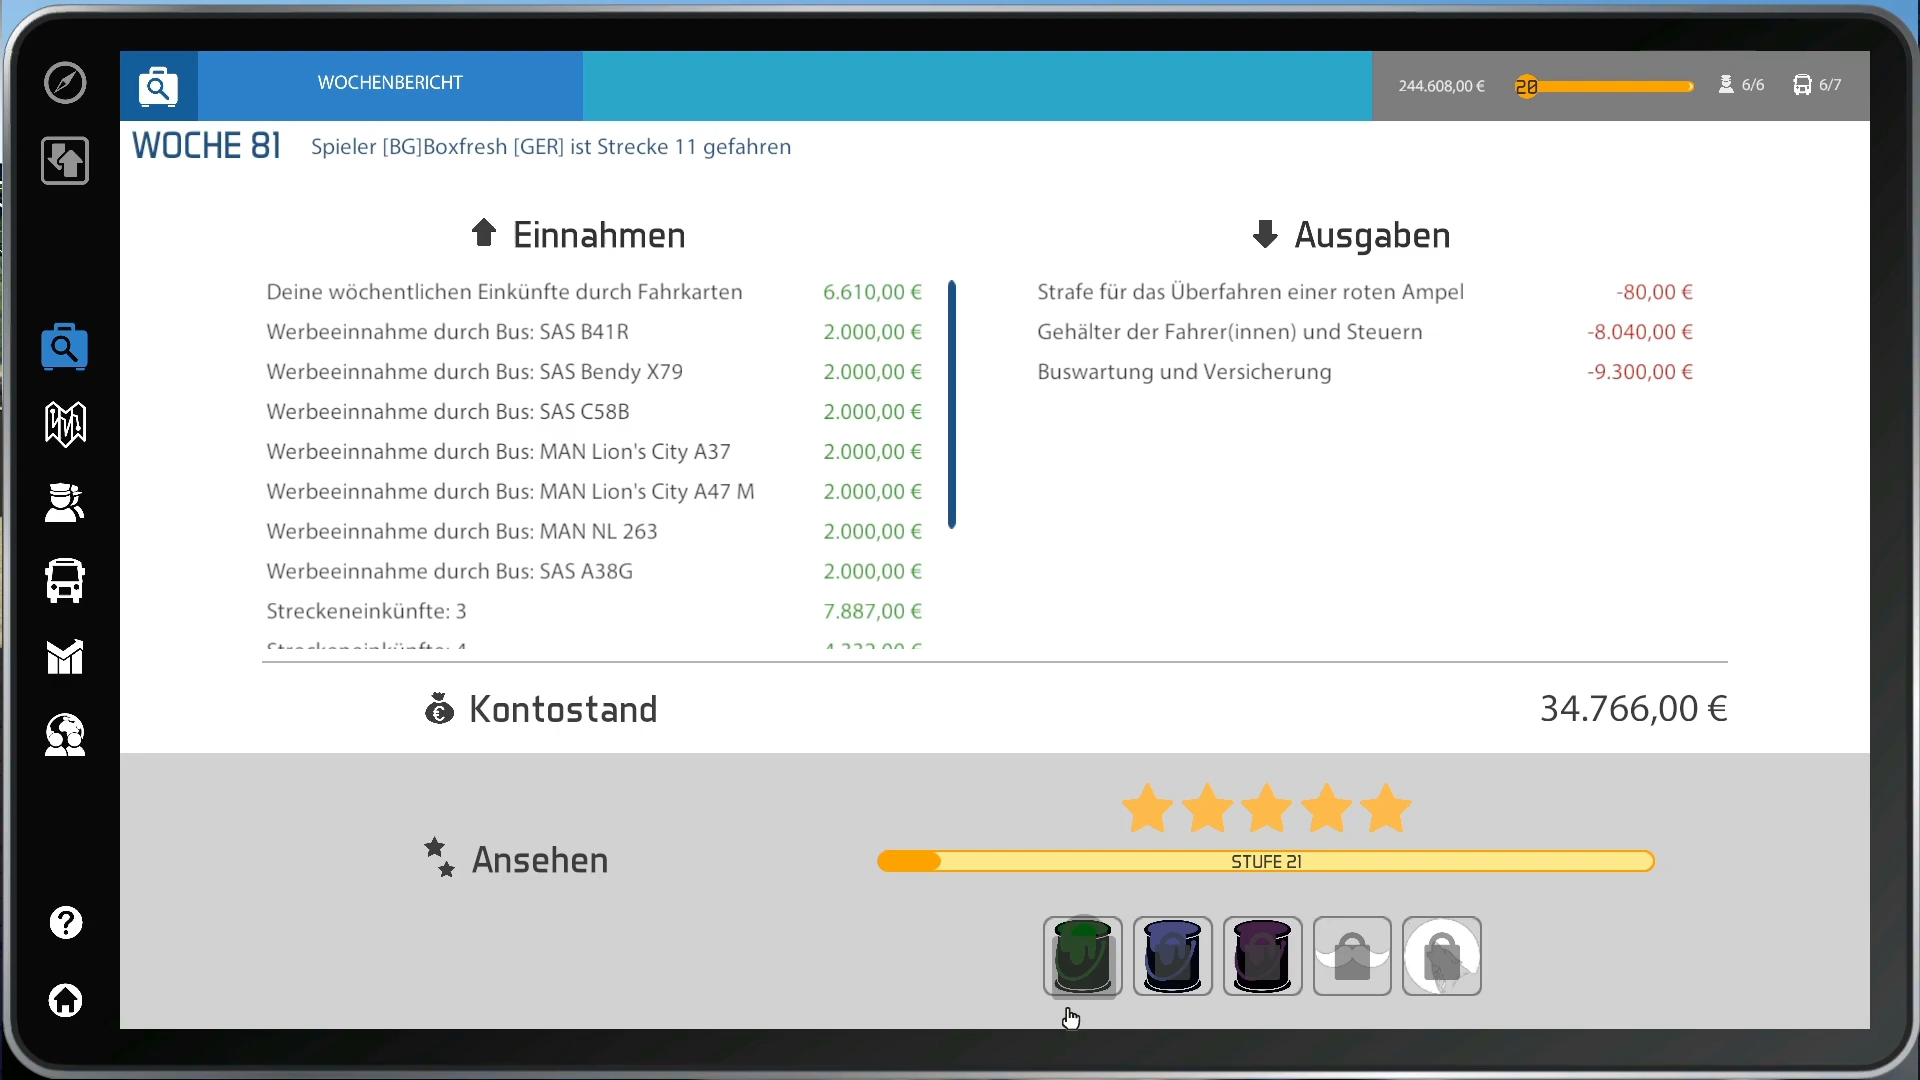 WOCHENBERICHT
244.608,00 €
20
6/6
6/7
WOCHE 81
Spieler [BG]Boxfresh [GER] ist Strecke 11 gefahren
Einnahmen
Deine wöchentlichen Einkünfte durch Fahrkarten 6.610,00 €
Werbeeinnahme durch Bus: SAS B41R 2.000,00 €
Werbeeinnahme durch Bus: SAS Bendy X79 2.000,00 €
Werbeeinnahme durch Bus: SAS C58B 2.000,00 €
Werbeeinnahme durch Bus: MAN Lion's City A37 2.000,00 €
Werbeeinnahme durch Bus: MAN Lion's City A47 M 2.000,00 €
Werbeeinnahme durch Bus: MAN NL 263 2.000,00 €
Werbeeinnahme durch Bus: SAS A38G 2.000,00 €
Streckeneinkünfte: 3 7.887,00 €
Streckeneinkünfte: 4
Ausgaben
Strafe für das Überfahren einer roten Ampel -80,00 €
Gehälter der Fahrer(innen) und Steuern -8.040,00 €
Buswartung und Versicherung -9.300,00 €
Kontostand 34.766,00 €
Ansehen
STUFE 21